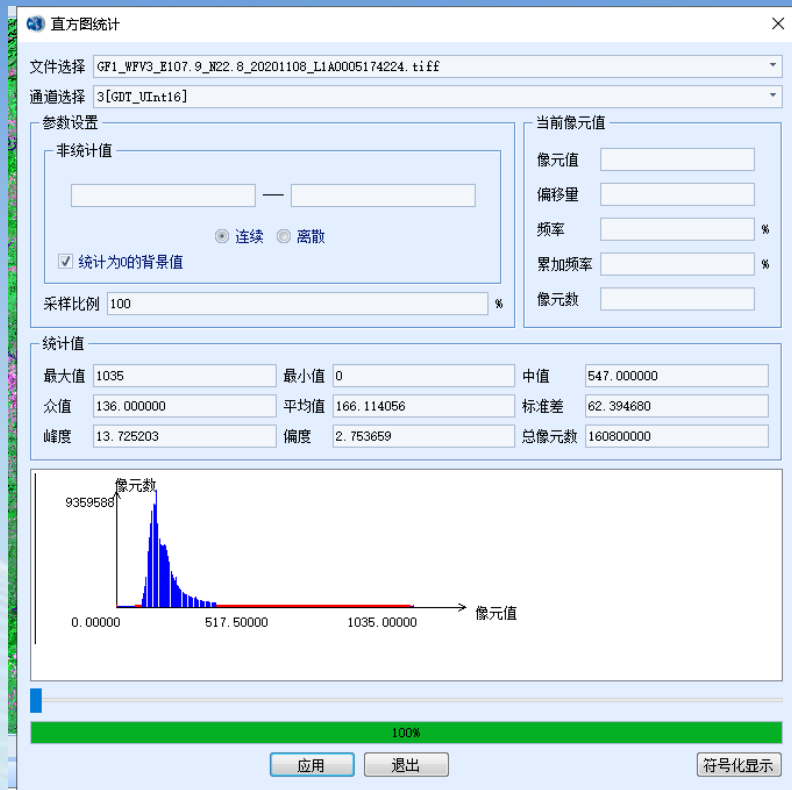 直方图统计
文件选择 GF1_WFV3_E107.9_N22.8_20201108_L1A0005174224.tiff
通道选择 3[GDT_UInt16]
参数设置
非统计值
—
连续 离散
统计为0的背景值
采样比例 100 %
当前像元值
像元值
偏移量
频率 %
累加频率 %
像元数
统计值
最大值 1035 最小值 0 中值 547.000000
众值 136.000000 平均值 166.114056 标准差 62.394680
峰度 13.725203 偏度 2.753659 总像元数 160800000
像元数
9359588
像元值
0.00000 517.50000 1035.00000
100%
应用 退出 符号化显示